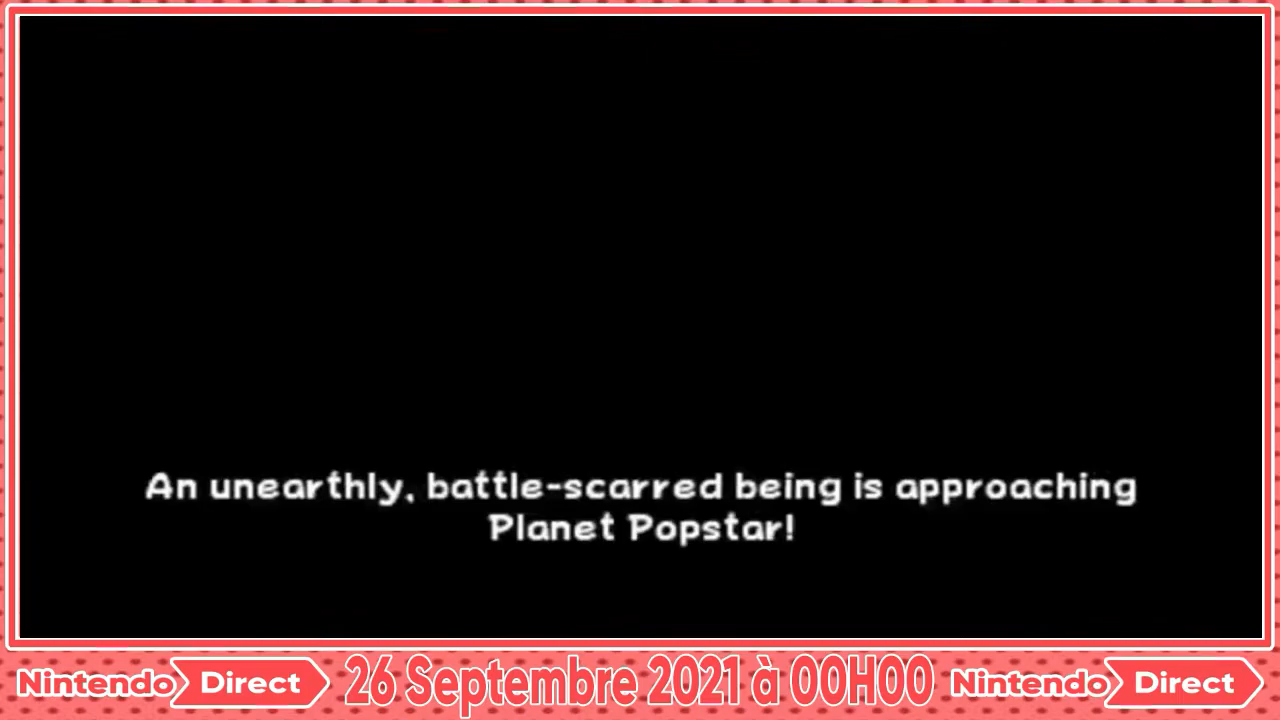 An unearthly, battle-scarred being is approaching
Planet Popstar!
Nintendo Direct 26 Septembre 2021 à 00H00 Nintendo Direct